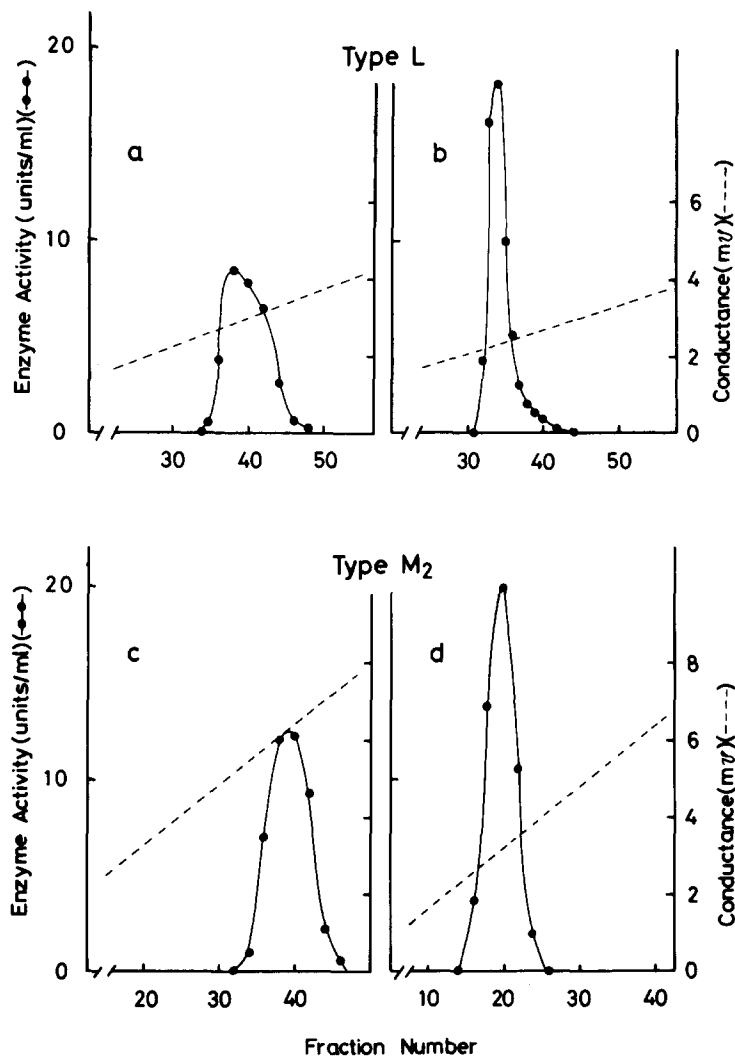 Type L
20
10
0
Enzyme Activity (units/ml)(●-●)
a
b
6
4
2
0
Conductance(m℧)(----)
30 40 50
30 40 50
Type M₂
20
10
0
Enzyme Activity (units/ml)(●-●)
c
d
8
6
4
2
0
Conductance(m℧)(----)
20 30 40
10 20 30 40
Fraction Number